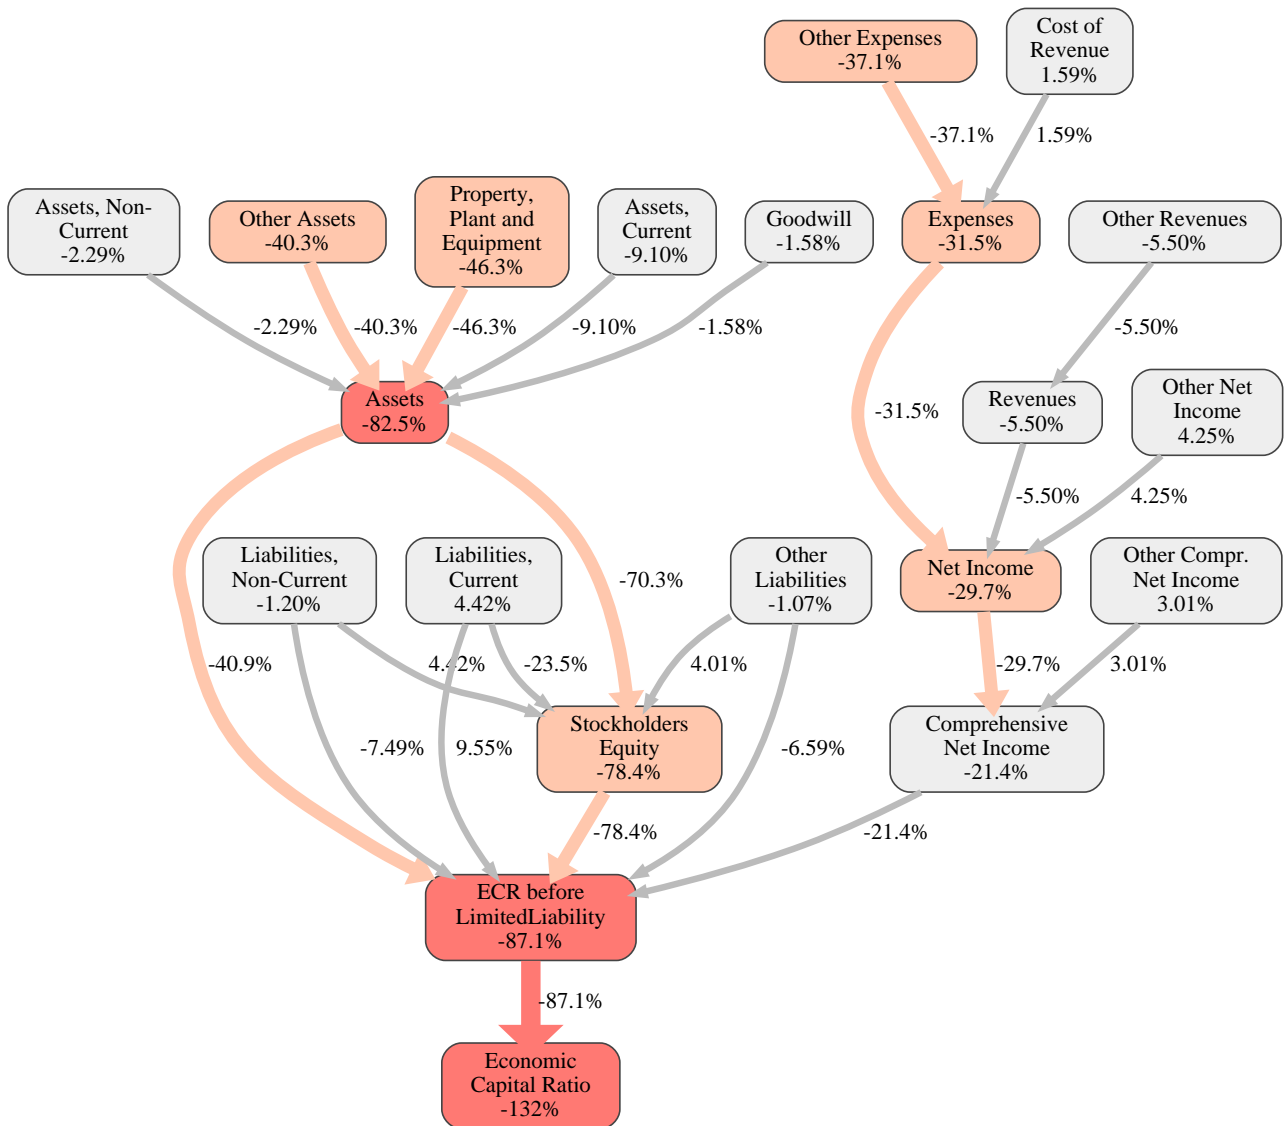 Other Expenses
-37.1%
Cost of
Revenue
1.59%
-37.1%
1.59%
Assets, Non-
Current
-2.29%
Other Assets
-40.3%
Property,
Plant and
Equipment
-46.3%
Assets,
Current
-9.10%
Goodwill
-1.58%
Expenses
-31.5%
Other Revenues
-5.50%
-2.29%
-40.3%
-46.3%
-9.10%
-1.58%
-5.50%
Assets
-82.5%
-31.5%
Revenues
-5.50%
Other Net
Income
4.25%
-5.50%
4.25%
Liabilities,
Non-Current
-1.20%
Liabilities,
Current
4.42%
-70.3%
Other
Liabilities
-1.07%
Net Income
-29.7%
Other Compr.
Net Income
3.01%
-40.9%
4.42%
-23.5%
4.01%
-29.7%
3.01%
-7.49%
9.55%
Stockholders
Equity
-78.4%
-6.59%
Comprehensive
Net Income
-21.4%
-78.4%
-21.4%
ECR before
LimitedLiability
-87.1%
-87.1%
Economic
Capital Ratio
-132%